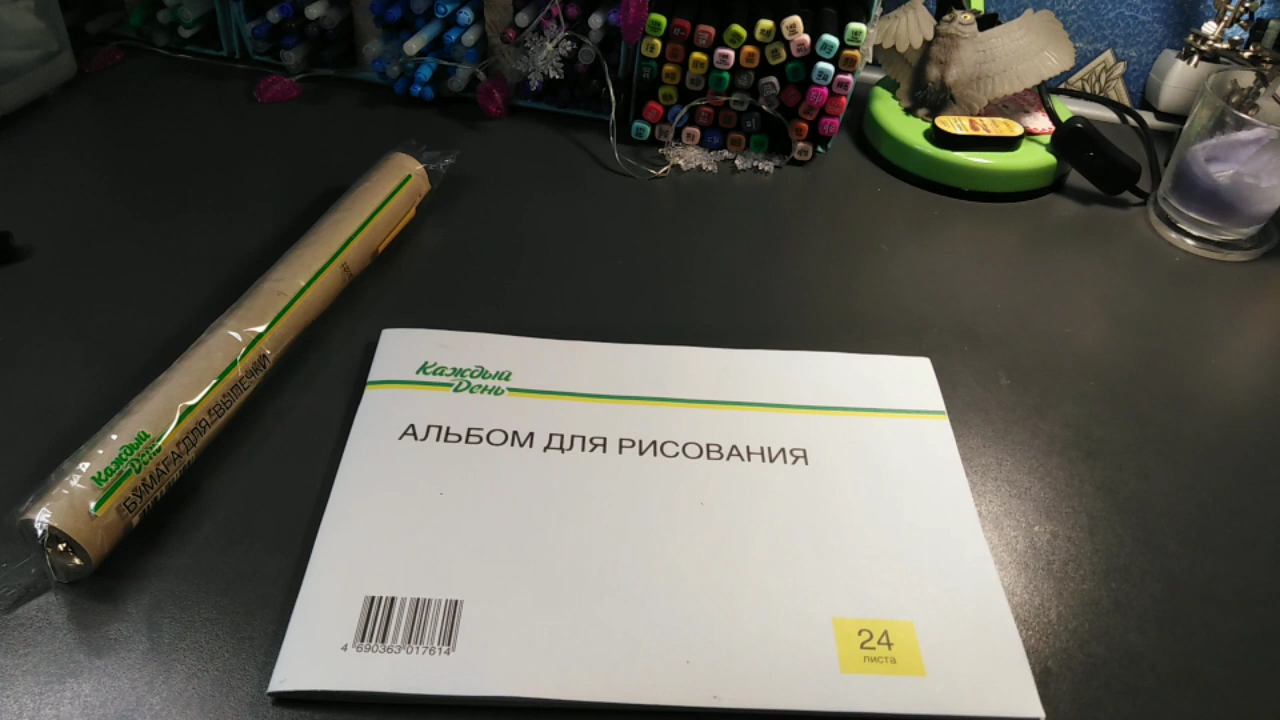 Каждый
День
БУМАГА ДЛЯ ВЫПЕЧКИ
Каждый
День
АЛЬБОМ ДЛЯ РИСОВАНИЯ
4 690363 017614
24
листа